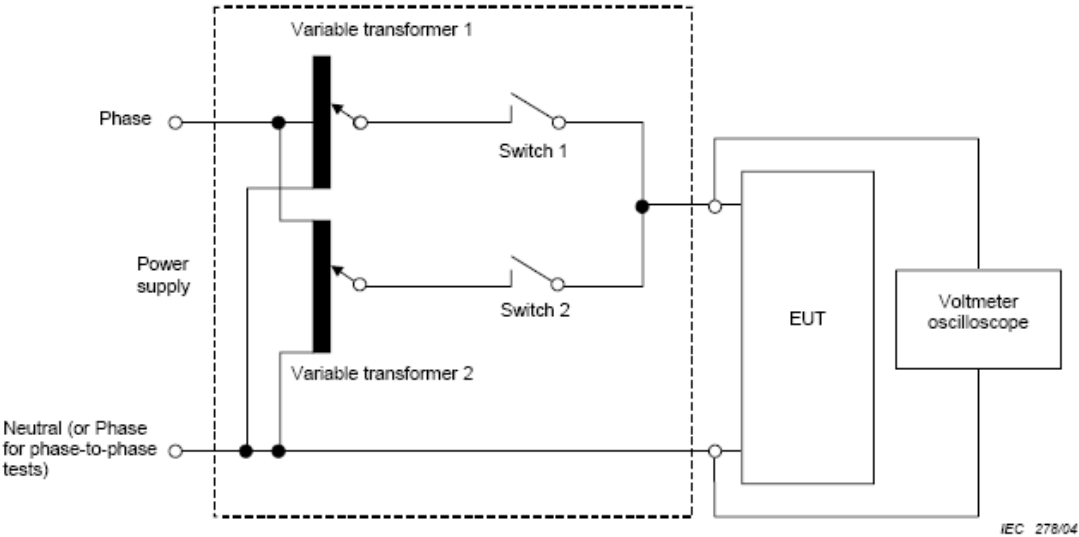 Variable transformer 1
Phase
Switch 1
Power
supply
Switch 2
EUT
Voltmeter
oscilloscope
Variable transformer 2
Neutral (or Phase
for phase-to-phase
tests)
IEC 278/04